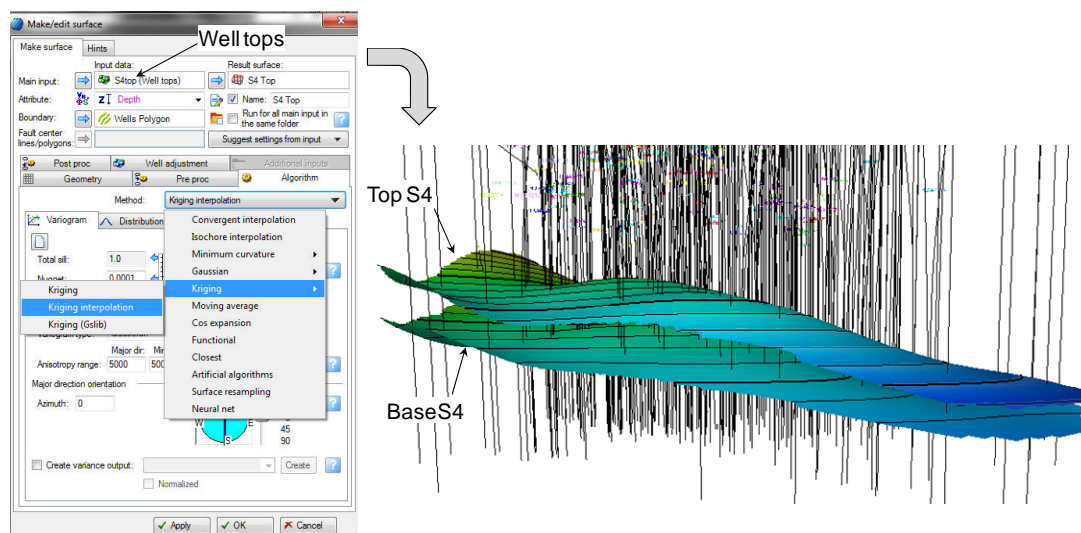 Make/edit surface
Well tops
Make surface
Hints
Input data:
Result surface:
Main input:
S4top (Well tops)
S4 Top
Attribute:
Depth
Name:
S4 Top
Boundary:
Wells Polygon
Run for all main input in
the same folder
Fault center
lines/polygons:
Suggest settings from input
Post proc
Well adjustment
Additional inputs
Geometry
Pre proc
Algorithm
Method:
Kriging interpolation
Variogram
Distribution
Convergent interpolation
Isochore interpolation
Minimum curvature
Gaussian
Kriging
Moving average
Cos expansion
Functional
Closest
Artificial algorithms
Surface resampling
Neural net
Total sill:
1.0
Nugget:
0.0001
Kriging
Kriging interpolation
Kriging (Gslib)
Major dir:
Anisotropy range:
5000
Major direction orientation
Azimuth:
0
W
E
S
45
90
Create variance output:
Create
Normalized
Apply
OK
Cancel
Top S4
Base S4